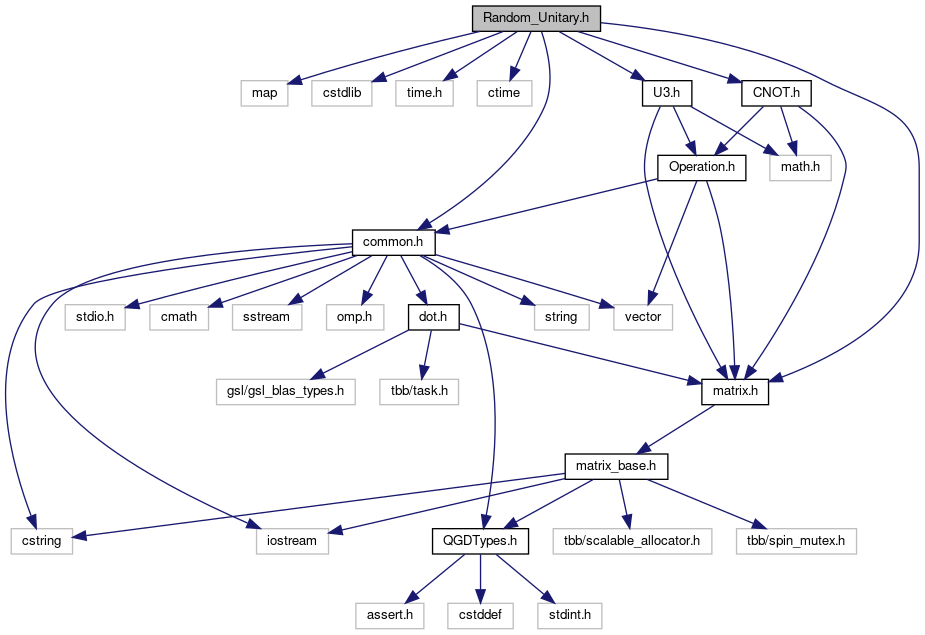 Random_Unitary.h
map
cstdlib
time.h
ctime
U3.h
CNOT.h
Operation.h
math.h
common.h
stdio.h
cmath
sstream
omp.h
dot.h
string
vector
gsl/gsl_blas_types.h
tbb/task.h
matrix.h
matrix_base.h
cstring
iostream
QGDTypes.h
tbb/scalable_allocator.h
tbb/spin_mutex.h
assert.h
cstddef
stdint.h